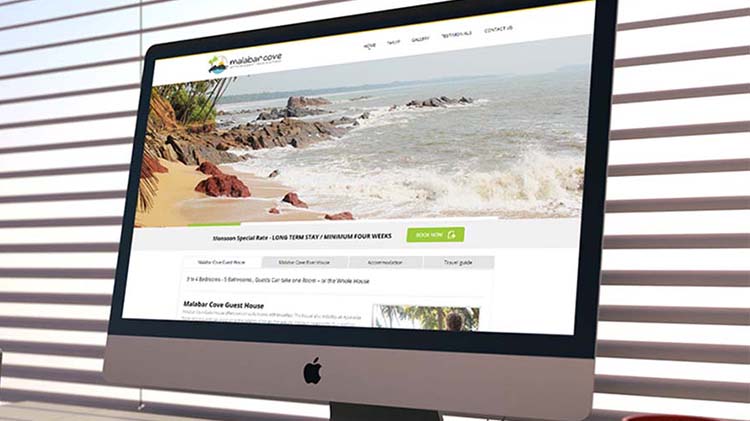 malabar cove
HOME TARIFF GALLERY TESTIMONIALS CONTACT US
Monsoon Special Rate - LONG TERM STAY / MINIMUM FOUR WEEKS
BOOK NOW
Malabar Cove Guest House
Malabar Cove River House
Accommodation
Travel guide
3 to 4 Bedrooms - 5 Bathrooms, Guests Can take one Room – or the Whole House
Malabar Cove Guest House